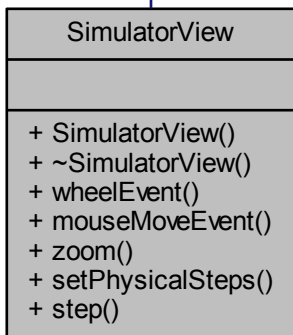 SimulatorView
+ SimulatorView()
+ ~SimulatorView()
+ wheelEvent()
+ mouseMoveEvent()
+ zoom()
+ setPhysicalSteps()
+ step()